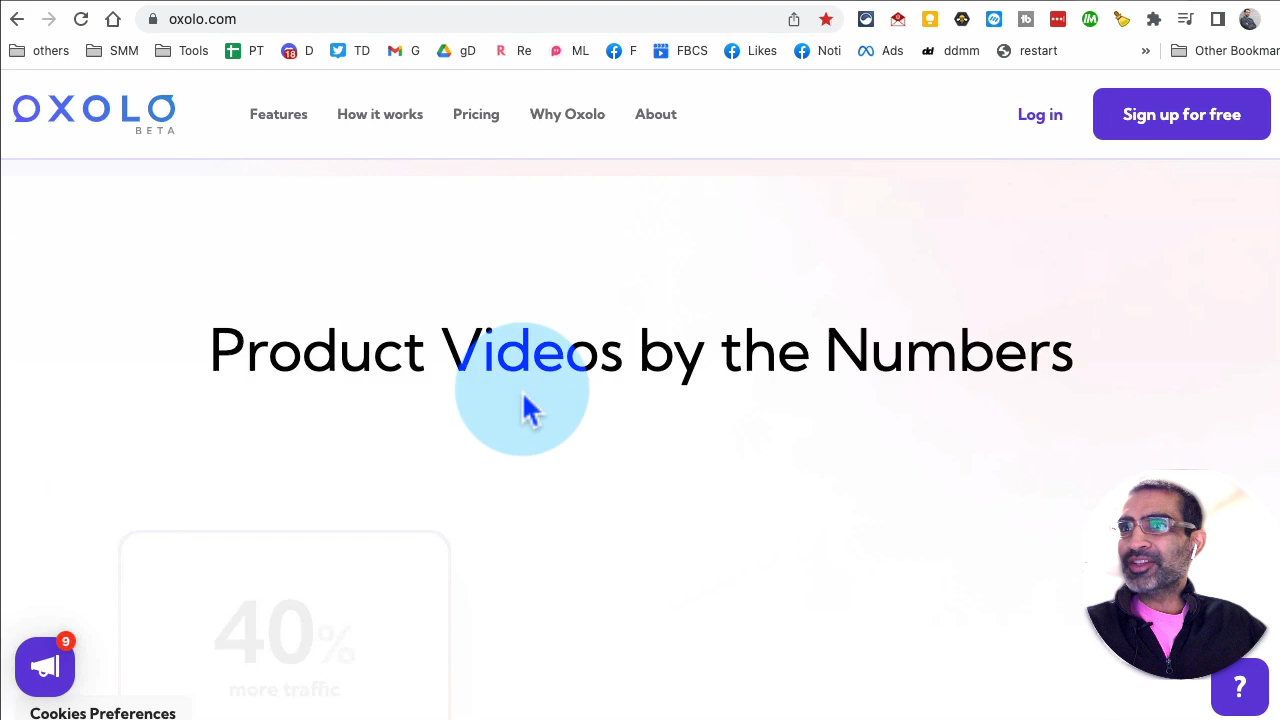 oxolo.com
others SMM Tools PT 18 D TD G gD Re ML F FBCS Likes Noti Ads dd ddmm restart » Other Bookmar
OXOLO
BETA
Features How it works Pricing Why Oxolo About Log in Sign up for free
Product Videos by the Numbers
40%
more traffic
9
?
Cookies Preferences